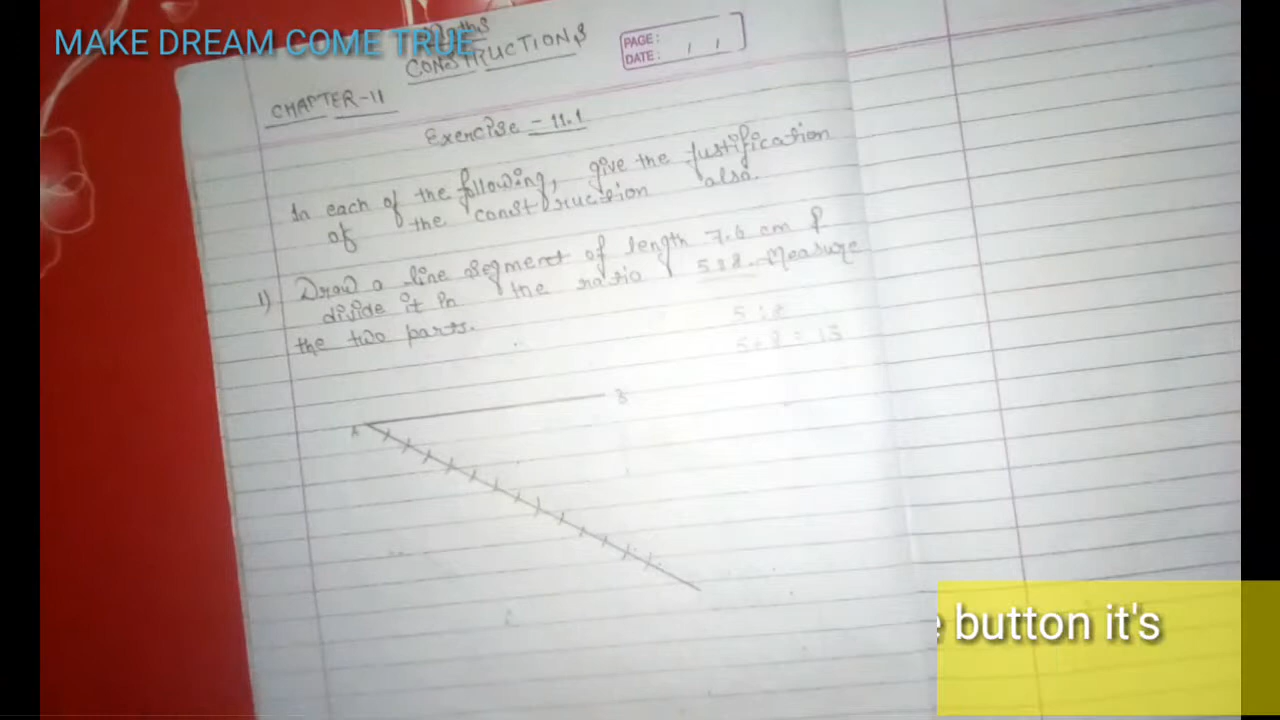 MAKE DREAM COME TRUE
Maths
CONSTRUCTIONS
PAGE:
DATE: / /
CHAPTER-11
Exercise - 11.1
In each of the following, give the justification
of the construction also.
1) Draw a line segment of length 7.6 cm &
divide it in the ratio 5:8. Measure
the two parts.
5:8
5+8 = 13
A
B
button it's